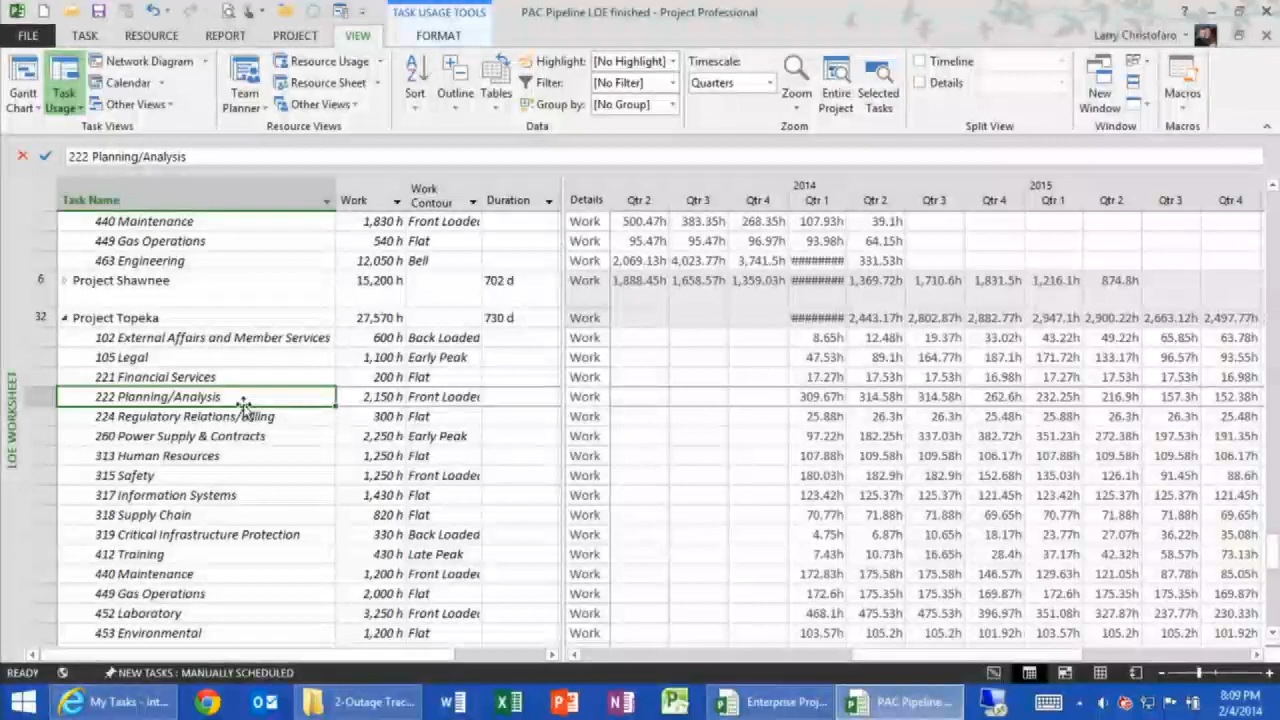 TASK USAGE TOOLS PAC Pipeline LOE finished - Project Professional
FILE TASK RESOURCE REPORT PROJECT VIEW FORMAT Larry Christofaro
Gantt Chart Task Usage Network Diagram Calendar Other Views
Task Views
Team Planner Resource Usage Resource Sheet Other Views
Resource Views
Sort Outline Tables Highlight: [No Highlight] Filter: [No Filter] Group by: [No Group]
Data
Timescale: Quarters Zoom Entire Project Selected Tasks
Zoom
Timeline Details
Split View
New Window
Window
Macros
Macros
222 Planning/Analysis
2014 2015
Task Name Work Work Contour Duration Details Qtr 2 Qtr 3 Qtr 4 Qtr 1 Qtr 2 Qtr 3 Qtr 4 Qtr 1 Qtr 2 Qtr 3 Qtr 4
440 Maintenance 1,830 h Front Loaded Work 500.47h 383.35h 268.35h 107.93h 39.1h
449 Gas Operations 540 h Flat Work 95.47h 95.47h 96.97h 93.98h 64.15h
463 Engineering 12,050 h Bell Work 2,069.13h 4,023.77h 3,741.5h ######## 331.53h
6 Project Shawnee 15,200 h 702 d Work 1,888.45h 1,658.57h 1,359.03h ######## 1,369.72h 1,710.6h 1,831.5h 1,216.1h 874.8h
32 Project Topeka 27,570 h 730 d Work ######## 2,443.17h 2,802.87h 2,882.77h 2,947.1h 2,900.22h 2,663.12h 2,497.77h
102 External Affairs and Member Services 600 h Back Loaded Work 8.65h 12.48h 19.37h 33.02h 43.22h 49.22h 65.85h 63.78h
105 Legal 1,100 h Early Peak Work 47.53h 89.1h 164.77h 187.1h 171.72h 133.17h 96.57h 93.55h
221 Financial Services 200 h Flat Work 17.27h 17.53h 17.53h 16.98h 17.27h 17.53h 17.53h 16.98h
222 Planning/Analysis 2,150 h Front Loaded Work 309.67h 314.58h 314.58h 262.6h 232.25h 216.9h 157.3h 152.38h
224 Regulatory Relations/Billing 300 h Flat Work 25.88h 26.3h 26.3h 25.48h 25.88h 26.3h 26.3h 25.48h
260 Power Supply & Contracts 2,250 h Early Peak Work 97.22h 182.25h 337.03h 382.72h 351.23h 272.38h 197.53h 191.35h
313 Human Resources 1,250 h Flat Work 107.88h 109.58h 109.58h 106.17h 107.88h 109.58h 109.58h 106.17h
315 Safety 1,250 h Front Loaded Work 180.03h 182.9h 182.9h 152.68h 135.03h 126.1h 91.45h 88.6h
317 Information Systems 1,430 h Flat Work 123.42h 125.37h 125.37h 121.45h 123.42h 125.37h 125.37h 121.45h
318 Supply Chain 820 h Flat Work 70.77h 71.88h 71.88h 69.65h 70.77h 71.88h 71.88h 69.65h
319 Critical Infrastructure Protection 330 h Back Loaded Work 4.75h 6.87h 10.65h 18.17h 23.77h 27.07h 36.22h 35.08h
412 Training 430 h Late Peak Work 7.43h 10.73h 16.65h 28.4h 37.17h 42.32h 58.57h 73.13h
440 Maintenance 1,200 h Front Loaded Work 172.83h 175.58h 175.58h 146.57h 129.63h 121.05h 87.78h 85.05h
449 Gas Operations 2,000 h Flat Work 172.6h 175.35h 175.35h 169.87h 172.6h 175.35h 175.35h 169.87h
452 Laboratory 3,250 h Front Loaded Work 468.1h 475.53h 475.53h 396.97h 351.08h 327.87h 237.77h 230.33h
453 Environmental 1,200 h Flat Work 103.57h 105.2h 105.2h 101.92h 103.57h 105.2h 105.2h 101.92h
LOE WORKSHEET
READY NEW TASKS : MANUALLY SCHEDULED
My Tasks - Int... 2-Outage Trac... Enterprise Proj... PAC Pipeline ... 8:09 PM
2/4/2014